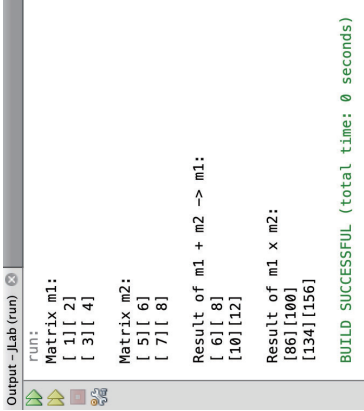 Output – JLab (run)
run:
Matrix m1:
[ 1][ 2]
[ 3][ 4]
Matrix m2:
[ 5][ 6]
[ 7][ 8]
Result of m1 + m2 -> m1:
[ 6][ 8]
[10][12]
Result of m1 x m2:
[86][100]
[134][156]
BUILD SUCCESSFUL (total time: 0 seconds)